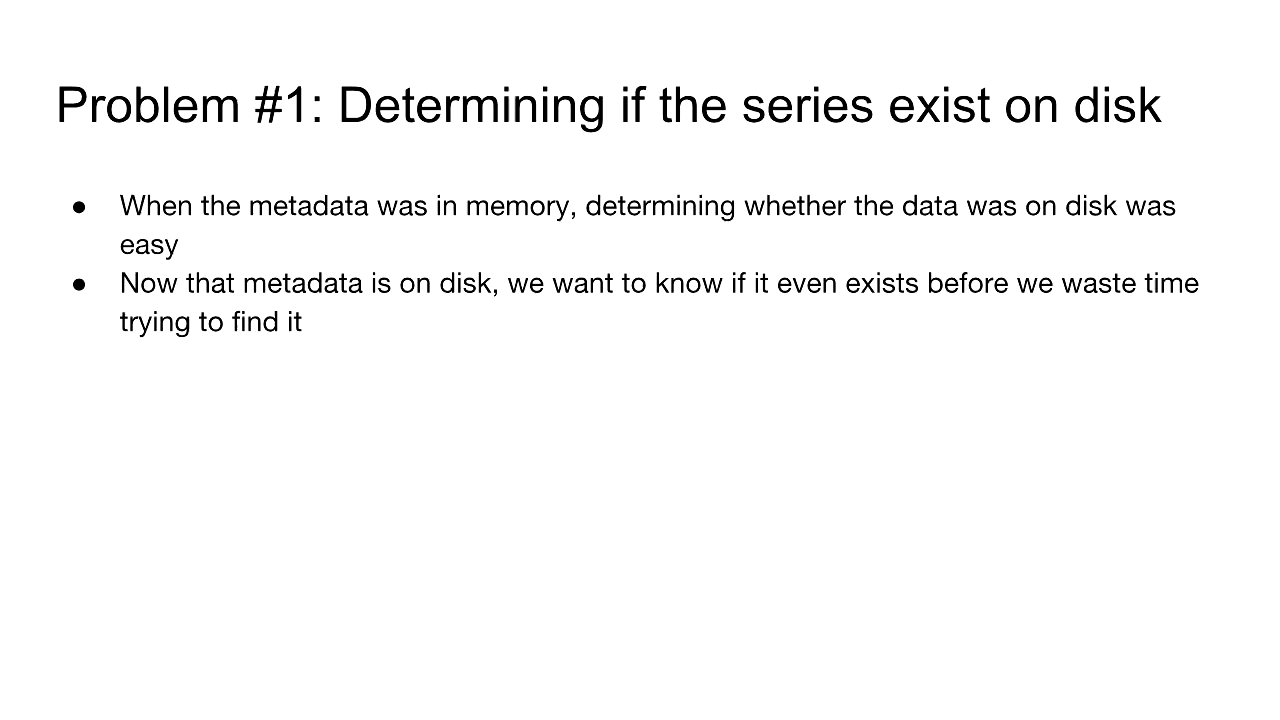 Problem #1: Determining if the series exist on disk
● When the metadata was in memory, determining whether the data was on disk was
easy
● Now that metadata is on disk, we want to know if it even exists before we waste time
trying to find it